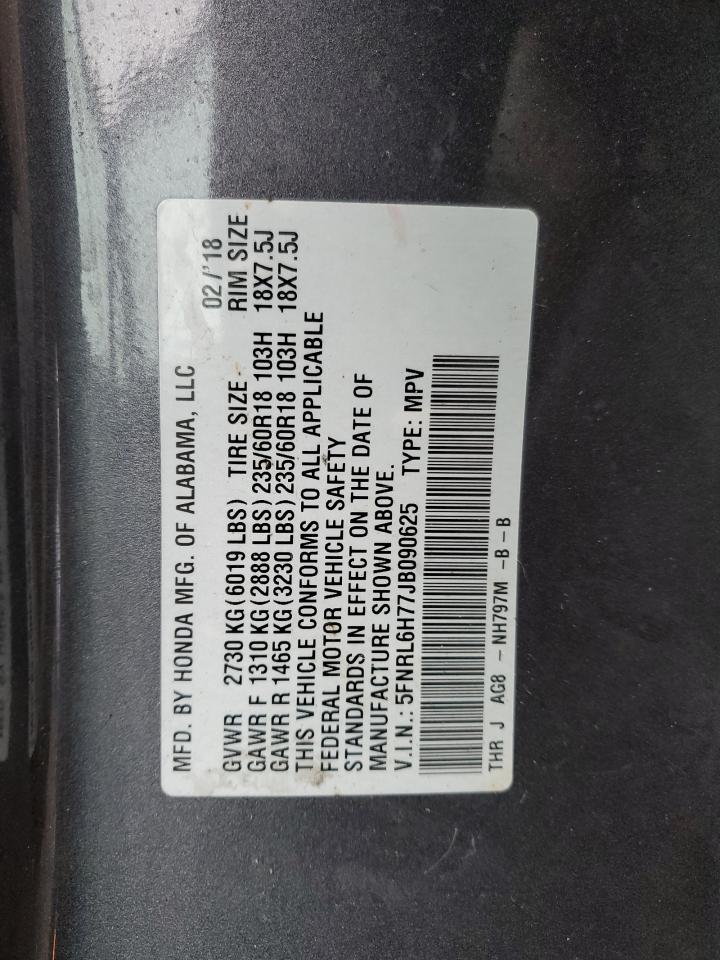 MFD. BY HONDA MFG. OF ALABAMA, LLC 02/'18
GVWR 2730 KG(6019 LBS) TIRE SIZE RIM SIZE
GAWR F 1310 KG(2888 LBS) 235/60R18 103H 18X7.5J
GAWR R 1465 KG(3230 LBS) 235/60R18 103H 18X7.5J
THIS VEHICLE CONFORMS TO ALL APPLICABLE
FEDERAL MOTOR VEHICLE SAFETY
STANDARDS IN EFFECT ON THE DATE OF
MANUFACTURE SHOWN ABOVE.
V.I.N.: 5FNRL6H77JB090625 TYPE: MPV
THR J AG8 - NH797M -B-B